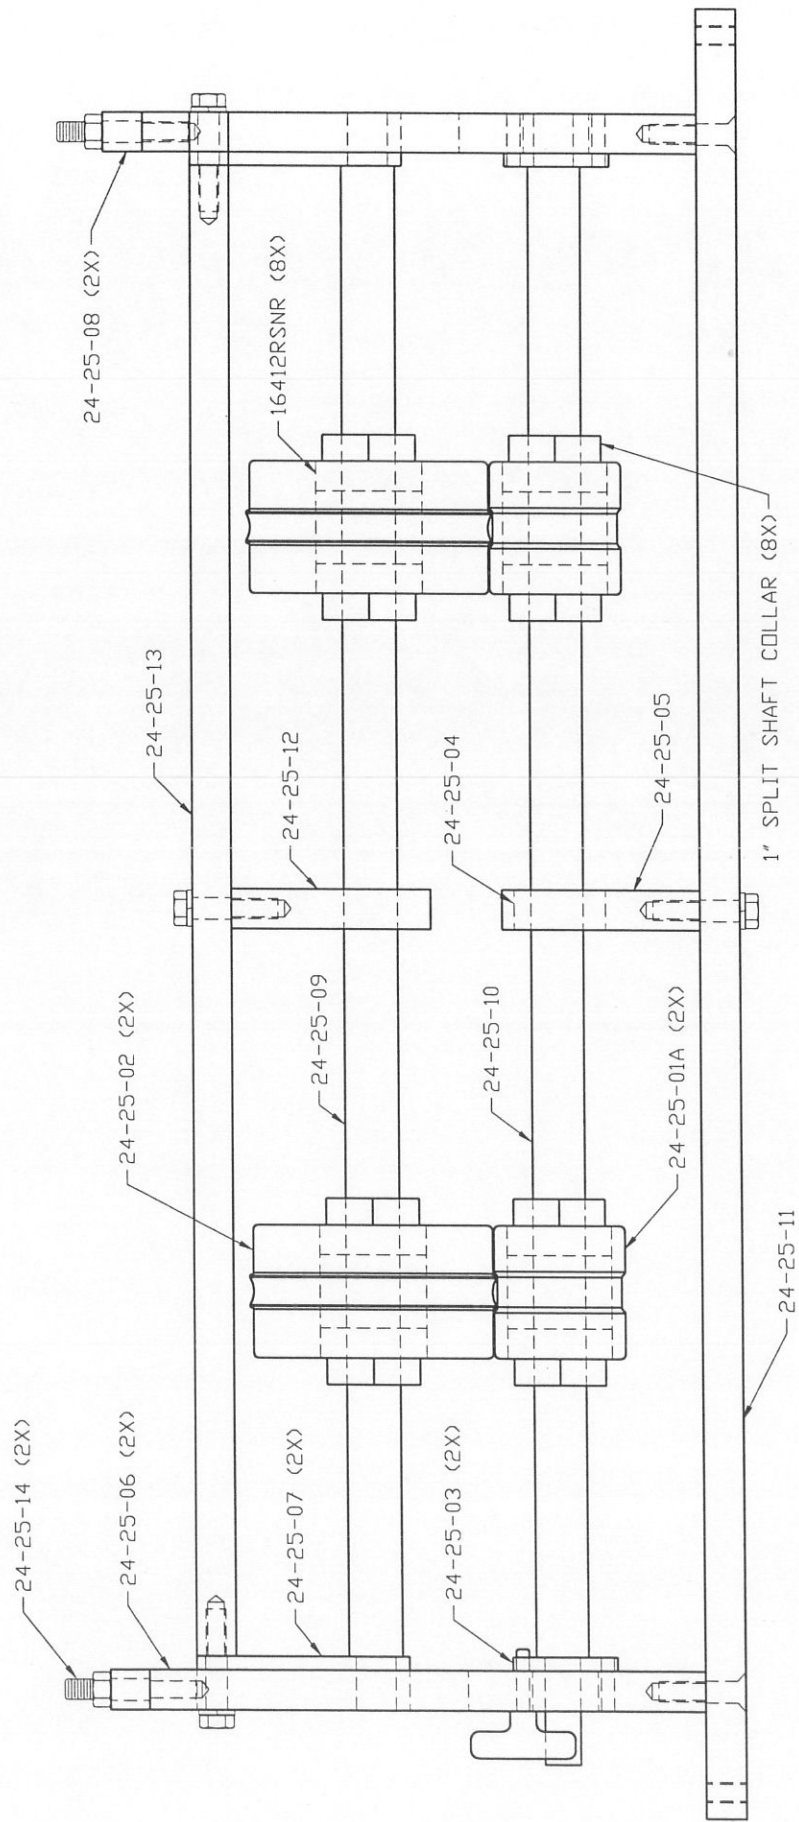 24-25-14 (2X)
24-25-06 (2X)
24-25-07 (2X)
24-25-03 (2X)
24-25-02 (2X)
24-25-09
24-25-10
24-25-01A (2X)
24-25-11
24-25-13
24-25-12
24-25-04
24-25-05
24-25-08 (2X)
16412RSNR (8X)
1" SPLIT SHAFT COLLAR (8X)